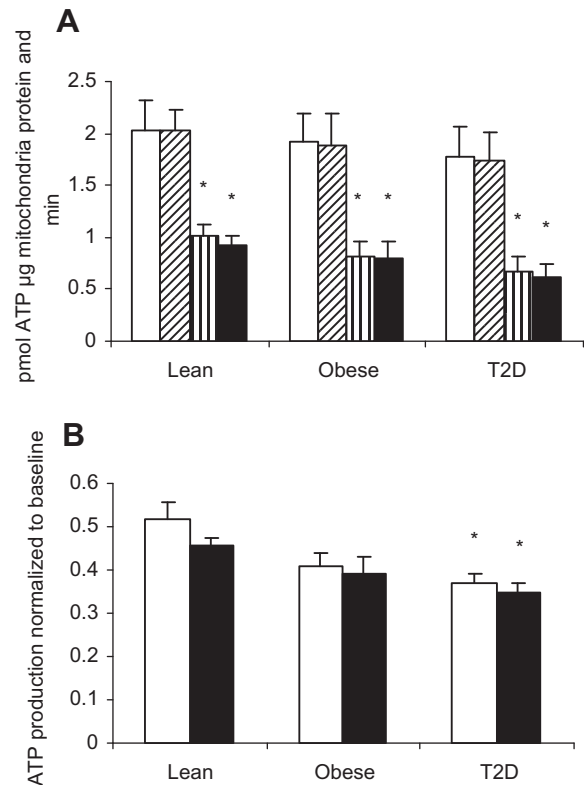 A
pmol ATP µg mitochondria protein and
min
2.5
2
1.5
1
0.5
0
*
*
*
*
*
*
Lean
Obese
T2D
B
ATP production normalized to baseline
0.6
0.5
0.4
0.3
0.2
0.1
0
*
*
Lean
Obese
T2D